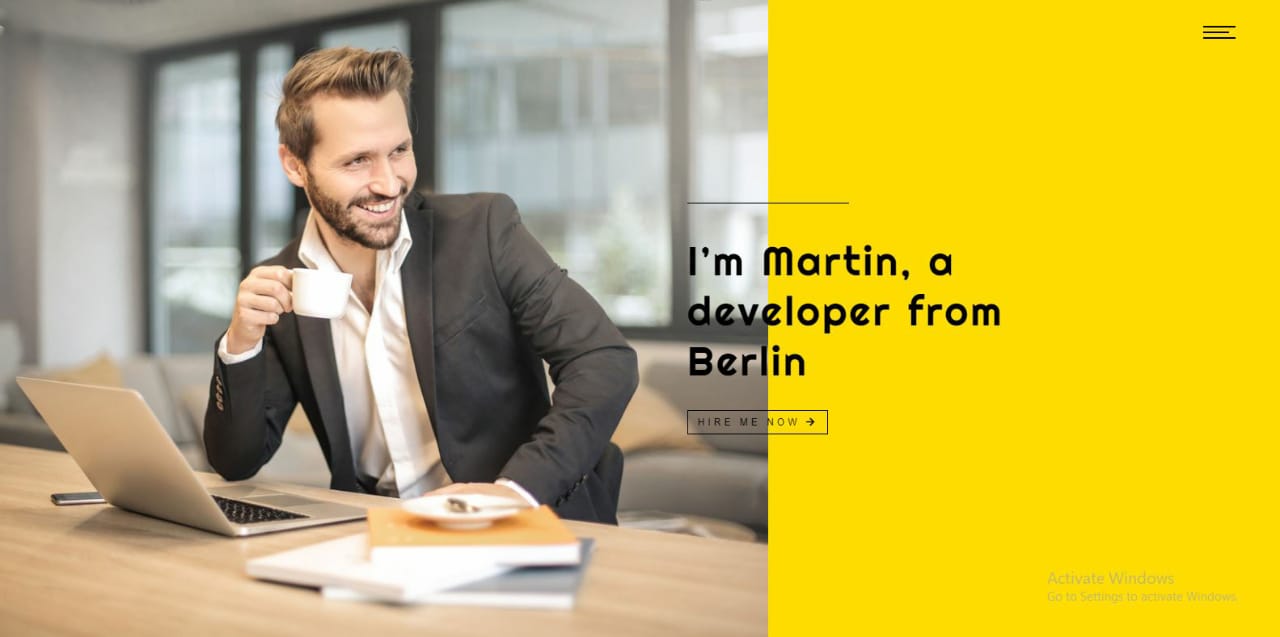 I'm Martin, a
developer from
Berlin
HIRE ME NOW →
Activate Windows
Go to Settings to activate Windows.